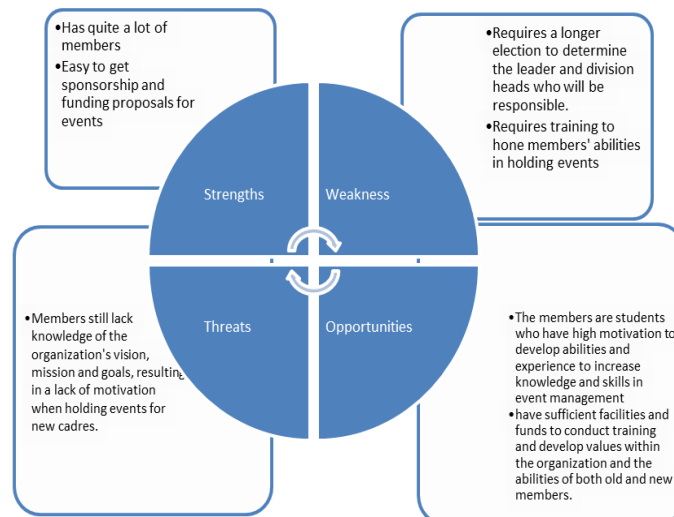 •Has quite a lot of
members
•Easy to get
sponsorship and
funding proposals for
events
•Requires a longer
election to determine
the leader and division
heads who will be
responsible.
•Requires training to
hone members' abilities
in holding events
Strengths
Weakness
Threats
Opportunities
•Members still lack
knowledge of the
organization's vision,
mission and goals, resulting
in a lack of motivation
when holding events for
new cadres.
•The members are students
who have high motivation to
develop abilities and
experience to increase
knowledge and skills in
event management
•have sufficient facilities and
funds to conduct training
and develop values within
the organization and the
abilities of both old and new
members.